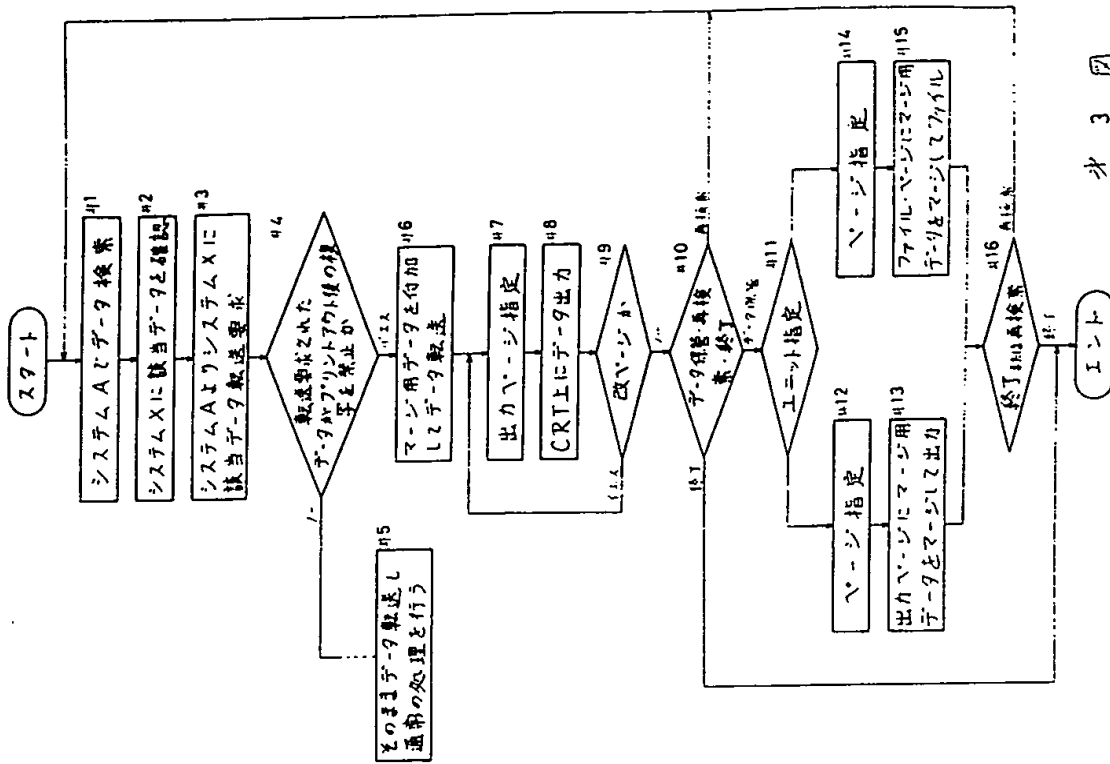 スタート
#1
システムAでデータ検索
#2
システムXに該当データを確認
#3
システムAよりシステムXに
該当データ転送要求
#4
転送要求された
データがプリントアウト後の複
写を禁止か
ノー
イエス
#5
そのままデータ転送し
通常の処理を行う
#6
マージ用データを付加
してデータ転送
#7
出力ページ指定
#8
CRT上にデータ出力
#9
改ページか
イエス
ノー
#10
データ保管・再検
索・終了
終了
再検索
データ保管
#11
ユニット指定
#12
ページ指定
#13
出力ページにマージ用
データをマージして出力
#14
ページ指定
#15
ファイル・ページにマージ用
データをマージしてファイル
#16
終了または再検索
再検索
終了
エンド
第3図